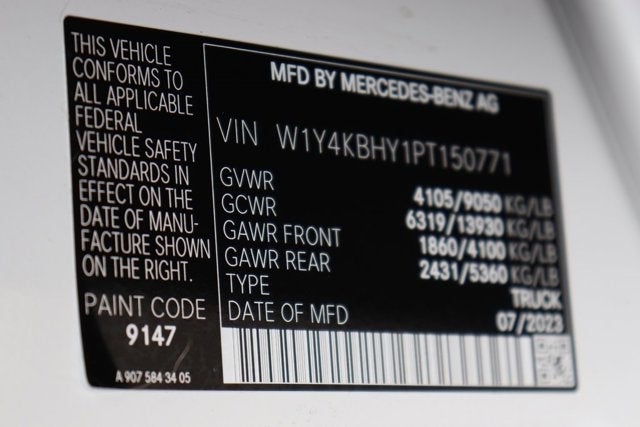 THIS VEHICLE
CONFORMS TO
ALL APPLICABLE
FEDERAL
VEHICLE SAFETY
STANDARDS IN
EFFECT ON THE
DATE OF MANU-
FACTURE SHOWN
ON THE RIGHT.
PAINT CODE
9147
A 907 584 34 05
MFD BY MERCEDES-BENZ AG
VIN W1Y4KBHY1PT150771
GVWR 4105/9050 KG/LB
GCWR 6319/13930 KG/LB
GAWR FRONT 1860/4100 KG/LB
GAWR REAR 2431/5360 KG/LB
TYPE TRUCK
DATE OF MFD 07/2023